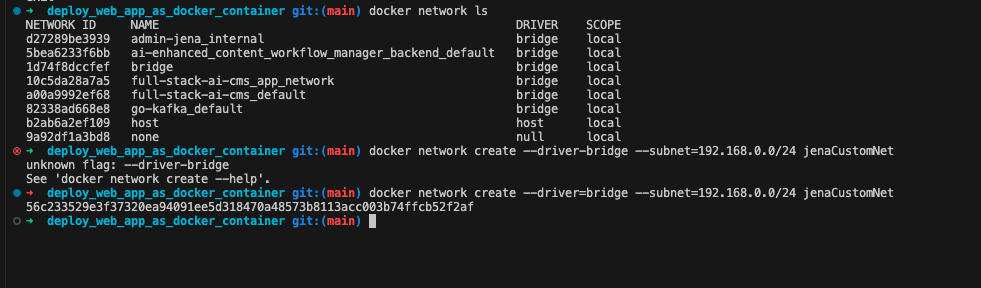 ➜ deploy_web_app_as_docker_container git:(main) docker network ls
NETWORK ID NAME DRIVER SCOPE
d27289be3939 admin-jena_internal bridge local
5bea6233f6bb ai-enhanced_content_workflow_manager_backend_default bridge local
1d74f8dccfef bridge bridge local
10c5da28a7a5 full-stack-ai-cms_app_network bridge local
a00a9992ef68 full-stack-ai-cms_default bridge local
82338ad668e8 go-kafka_default bridge local
b2ab6a2ef109 host host local
9a92df1a3bd8 none null local
➜ deploy_web_app_as_docker_container git:(main) docker network create --driver-bridge --subnet=192.168.0.0/24 jenaCustomNet
unknown flag: --driver-bridge
See 'docker network create --help'.
➜ deploy_web_app_as_docker_container git:(main) docker network create --driver=bridge --subnet=192.168.0.0/24 jenaCustomNet
56c233529e3f37320ea94091ee5d318470a48573b8113acc003b74ffcb52f2af
➜ deploy_web_app_as_docker_container git:(main)